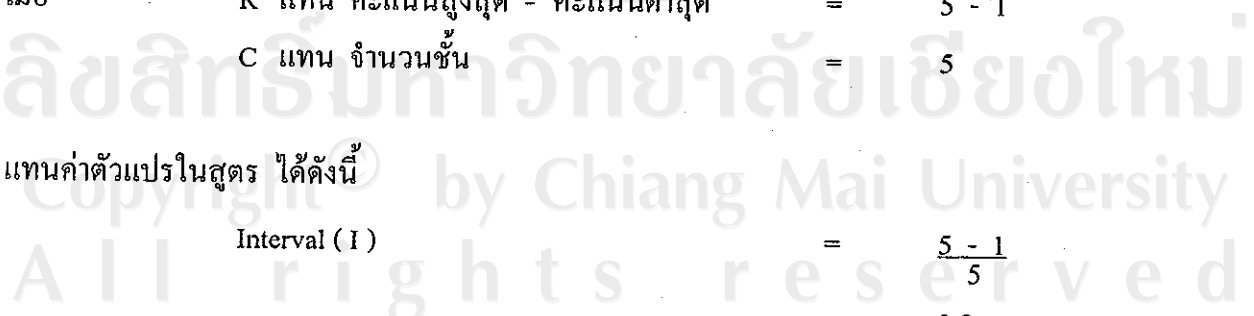 เมื่อ R แทน คะแนนสูงสุด - คะแนนต่ำสุด = 5 - 1
C แทน จำนวนชั้น = 5
ลิขสิทธิ์มหาวิทยาลัยเชียงใหม่
แทนค่าตัวแปรในสูตร ได้ดังนี้
Copyright © by Chiang Mai University
Interval ( I ) = 5 - 1
5
All rights reserved